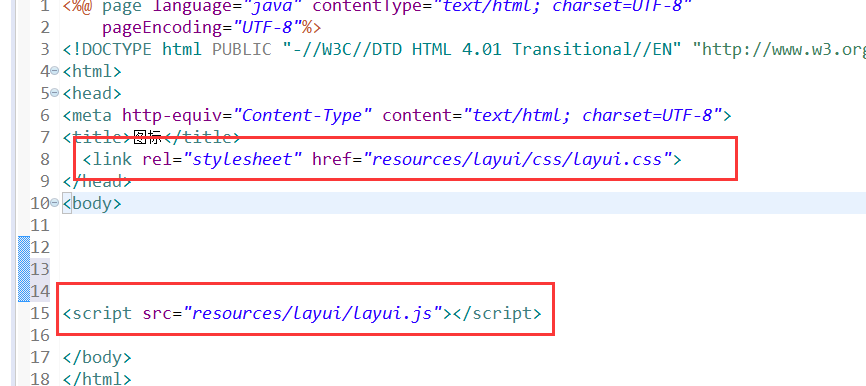 1 <%@ page language="java" contentType="text/html; charset=UTF-8"
2 pageEncoding="UTF-8"%>
3 <!DOCTYPE html PUBLIC "-//W3C//DTD HTML 4.01 Transitional//EN" "http://www.w3.org
4 <html>
5 <head>
6 <meta http-equiv="Content-Type" content="text/html; charset=UTF-8">
7 <title>图标</title>
8 <link rel="stylesheet" href="resources/layui/css/layui.css">
9 </head>
10 <body>
11
12
13
14
15 <script src="resources/layui/layui.js"></script>
16
17 </body>
18 </html>